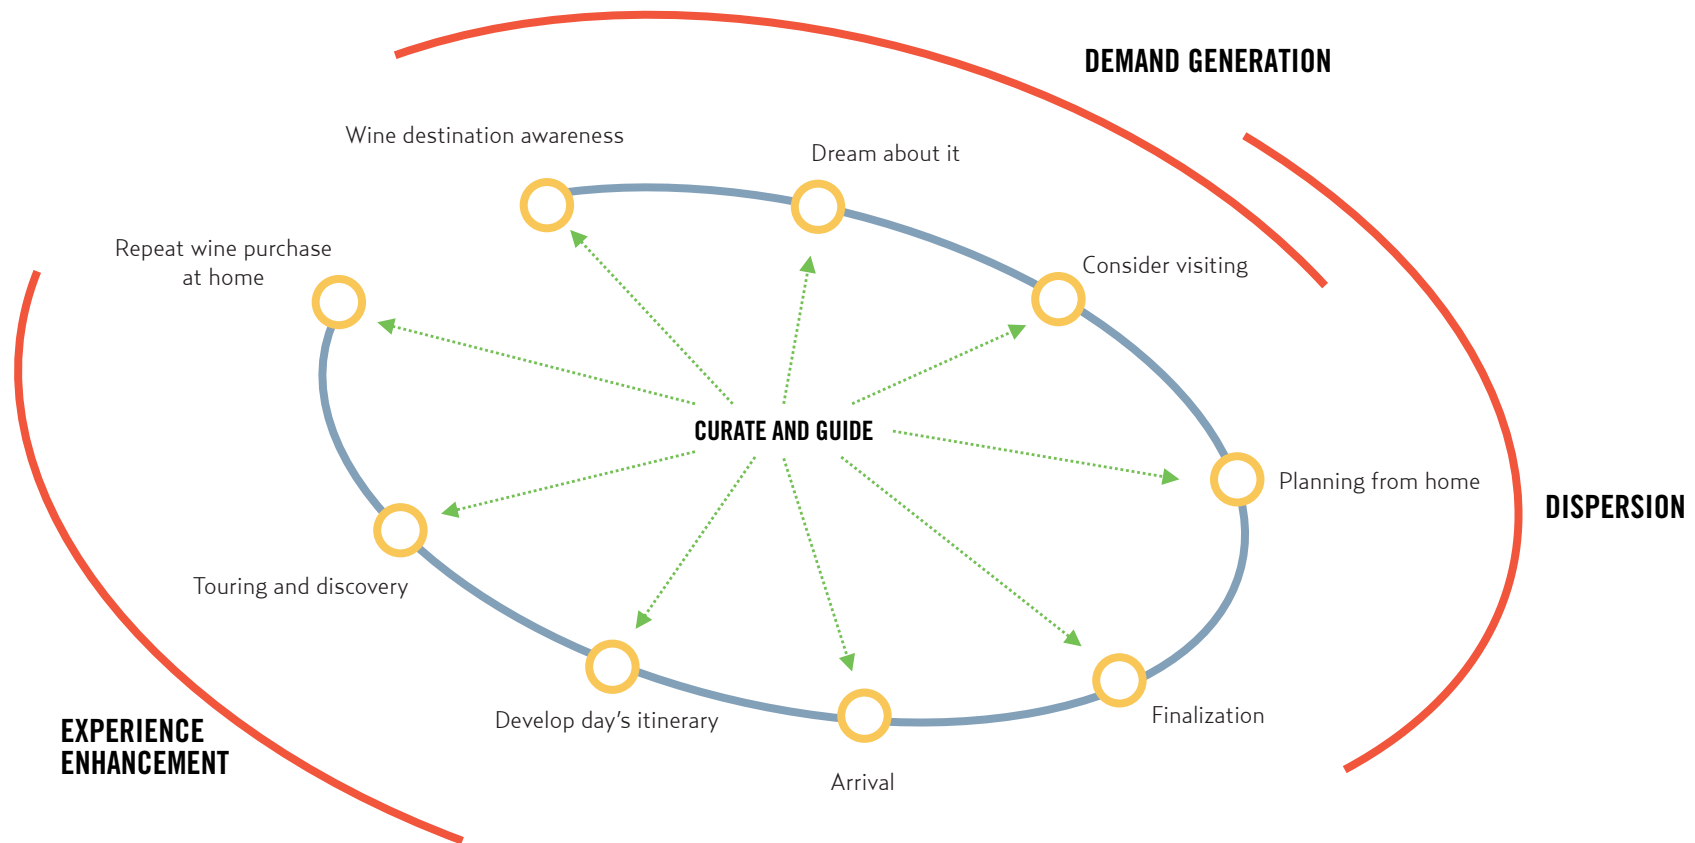 DEMAND GENERATION
Wine destination awareness
Dream about it
Repeat wine purchase
at home
Consider visiting
CURATE AND GUIDE
Planning from home
DISPERSION
Touring and discovery
Develop day’s itinerary
Finalization
EXPERIENCE
ENHANCEMENT
Arrival